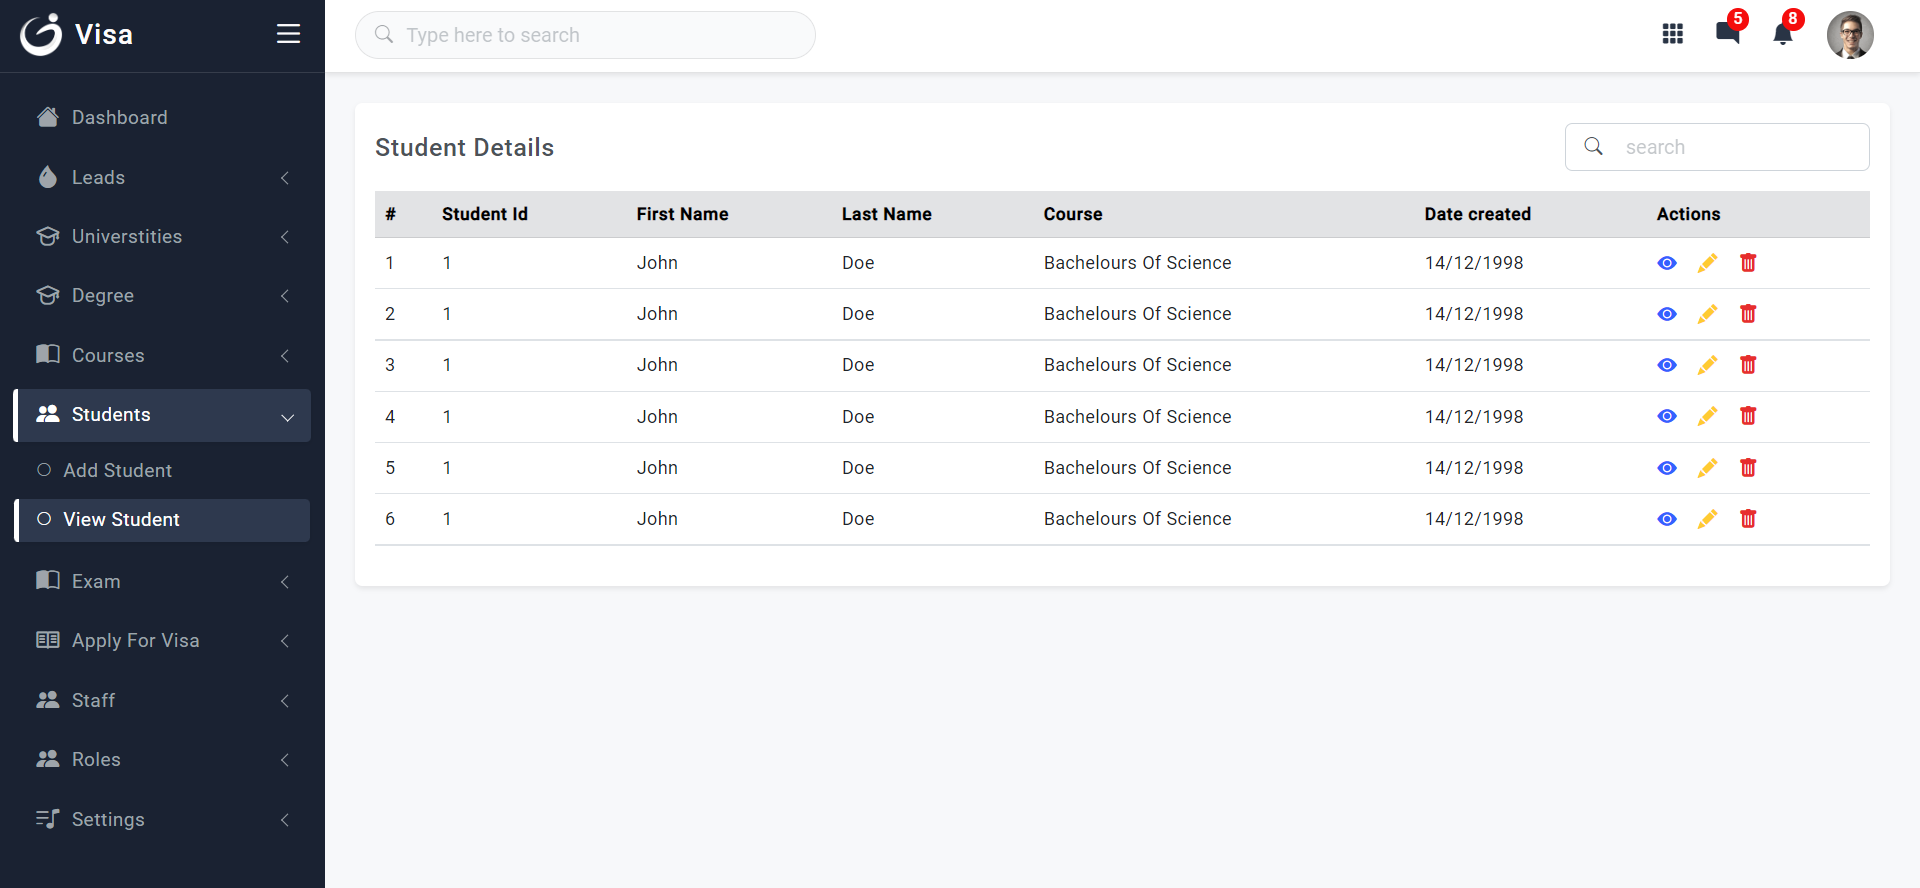 Visa
Type here to search
5
8
Dashboard
Leads
Universtities
Degree
Courses
Students
Add Student
View Student
Exam
Apply For Visa
Staff
Roles
Settings
Student Details
search
# Student Id First Name Last Name Course Date created Actions
1 1 John Doe Bachelours Of Science 14/12/1998
2 1 John Doe Bachelours Of Science 14/12/1998
3 1 John Doe Bachelours Of Science 14/12/1998
4 1 John Doe Bachelours Of Science 14/12/1998
5 1 John Doe Bachelours Of Science 14/12/1998
6 1 John Doe Bachelours Of Science 14/12/1998